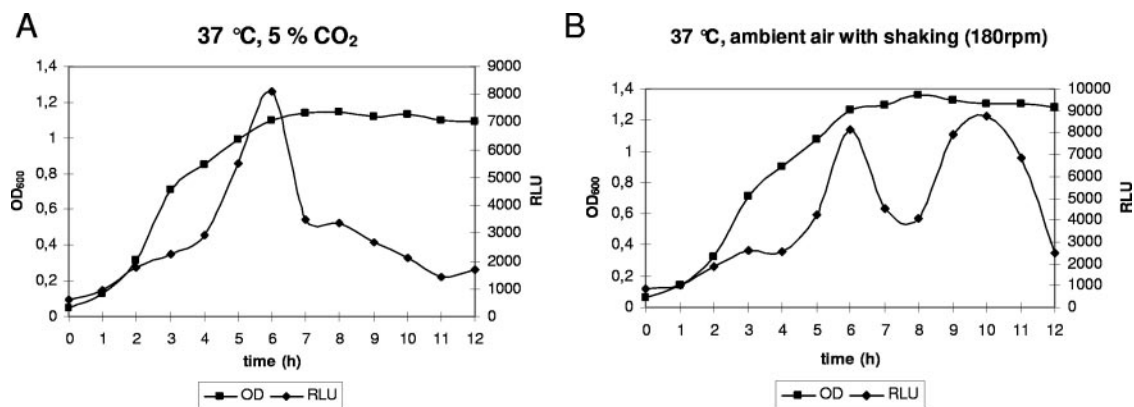 A
37 °C, 5 % CO₂
1,4
1,2
1
0,8
0,6
0,4
0,2
0
OD₆₀₀
9000
8000
7000
6000
5000
4000
3000
2000
1000
0
RLU
0 1 2 3 4 5 6 7 8 9 10 11 12
time (h)
OD RLU
B
37 °C, ambient air with shaking (180rpm)
1,4
1,2
1
0,8
0,6
0,4
0,2
0
OD₆₀₀
10000
9000
8000
7000
6000
5000
4000
3000
2000
1000
0
RLU
0 1 2 3 4 5 6 7 8 9 10 11 12
time (h)
OD RLU